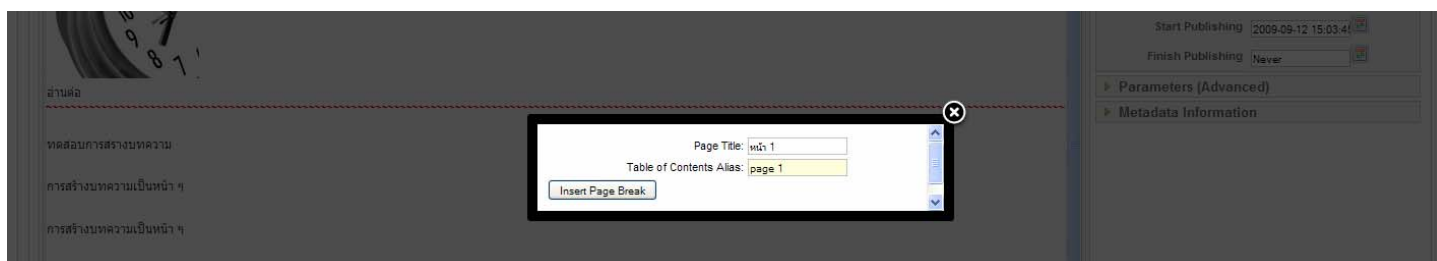 9
8
7
อ่านต่อ
ทดสอบการสร้างบทความ
การสร้างบทความเป็นหน้า ๆ
การสร้างบทความเป็นหน้า ๆ
Page Title: หน้า 1
Table of Contents Alias: page 1
Insert Page Break
Start Publishing 2009-09-12 15:03:4
Finish Publishing Never
Parameters (Advanced)
Metadata Information